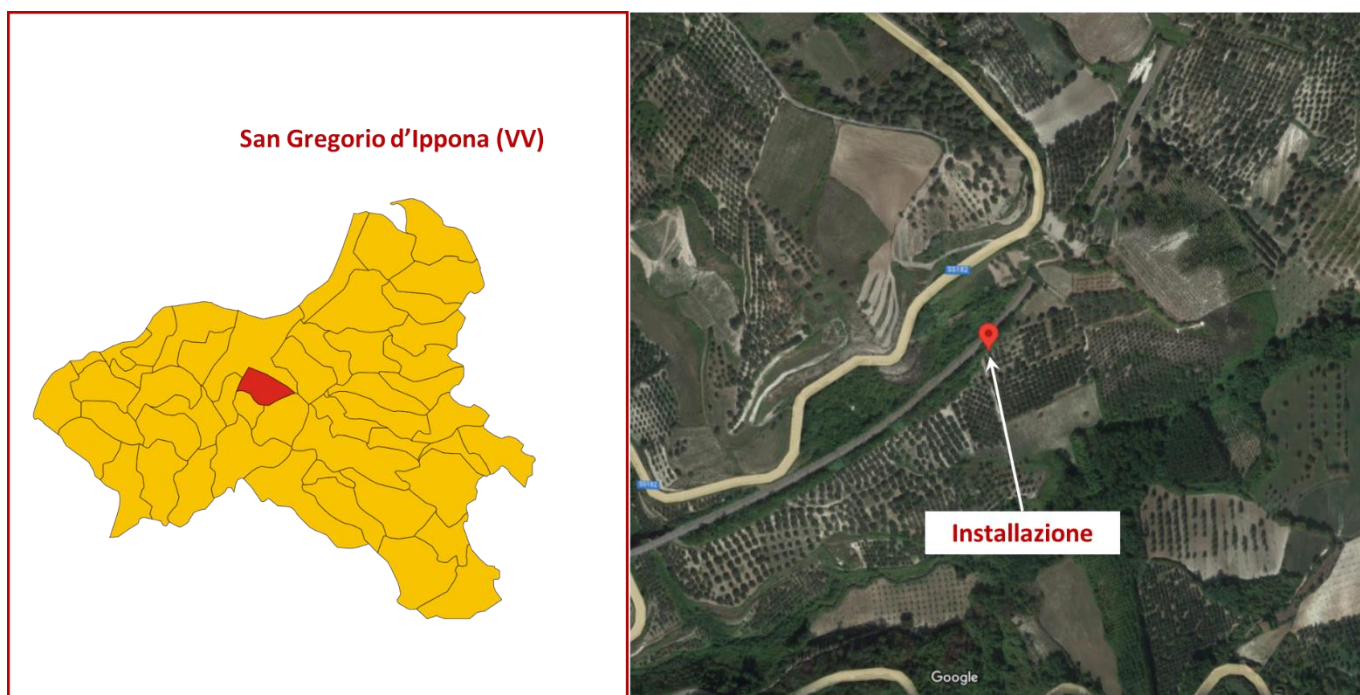 San Gregorio d’Ippona (VV)
SS182
SS182
Installazione
Google